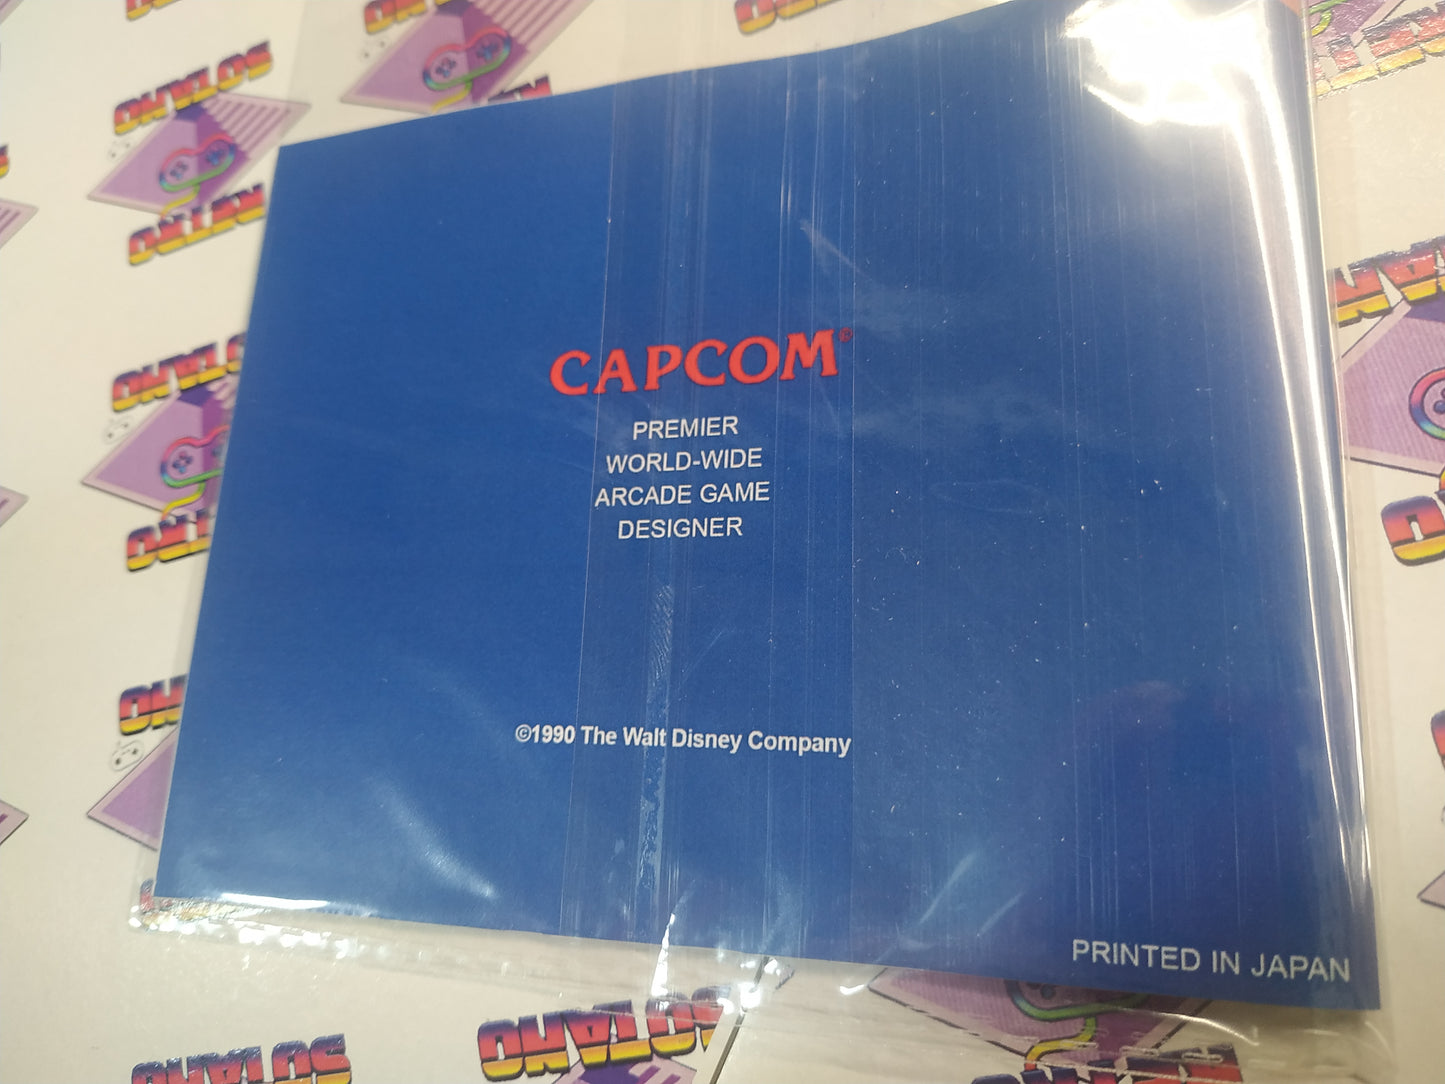 CAPCOM®
PREMIER
WORLD-WIDE
ARCADE GAME
DESIGNER
©1990 The Walt Disney Company
PRINTED IN JAPAN